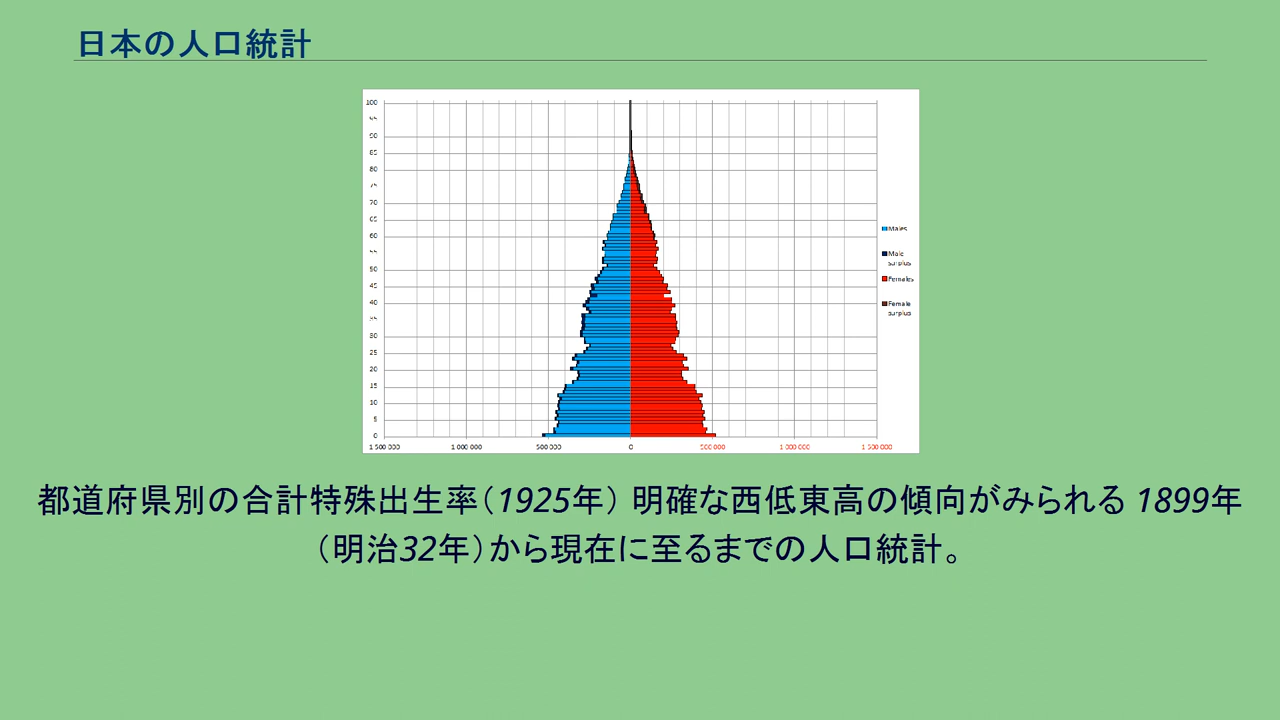 日本の人口統計
100
95
90
85
80
75
70
65
60
55
50
45
40
35
30
25
20
15
10
5
0
1 500 000 1 000 000 500 000 0 500 000 1 000 000 1 500 000
Males
Male
surplus
Females
Female
surplus
都道府県別の合計特殊出生率（1925年） 明確な西低東高の傾向がみられる 1899年
（明治32年）から現在に至るまでの人口統計。